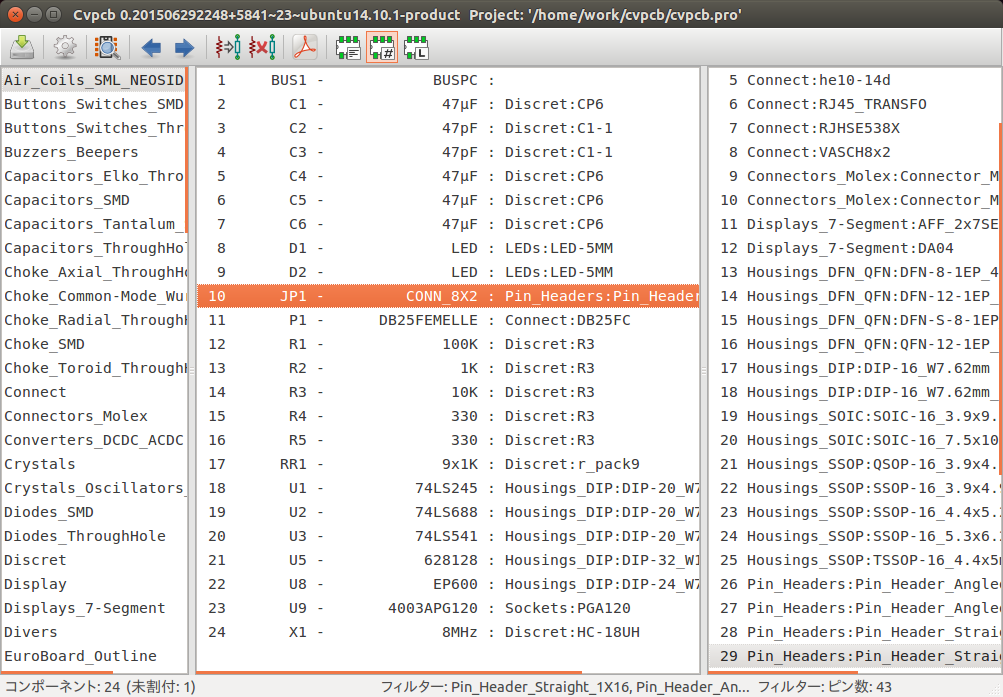 Cvpcb 0.201506292248+5841~23~ubuntu14.10.1-product Project: '/home/work/cvpcb/cvpcb.pro'
Air_Coils_SML_NEOSID
Buttons_Switches_SMD
Buttons_Switches_Thr
Buzzers_Beepers
Capacitors_Elko_Thro
Capacitors_SMD
Capacitors_Tantalum_
Capacitors_ThroughHol
Choke_Axial_ThroughHo
Choke_Common-Mode_Wur
Choke_Radial_ThroughH
Choke_SMD
Choke_Toroid_ThroughH
Connect
Connectors_Molex
Converters_DCDC_ACDC
Crystals
Crystals_Oscillators_
Diodes_SMD
Diodes_ThroughHole
Discret
Display
Displays_7-Segment
Divers
EuroBoard_Outline
1 BUS1 - BUSPC :
2 C1 - 47µF : Discret:CP6
3 C2 - 47pF : Discret:C1-1
4 C3 - 47pF : Discret:C1-1
5 C4 - 47µF : Discret:CP6
6 C5 - 47µF : Discret:CP6
7 C6 - 47µF : Discret:CP6
8 D1 - LED : LEDs:LED-5MM
9 D2 - LED : LEDs:LED-5MM
10 JP1 - CONN_8X2 : Pin_Headers:Pin_Header
11 P1 - DB25FEMELLE : Connect:DB25FC
12 R1 - 100K : Discret:R3
13 R2 - 1K : Discret:R3
14 R3 - 10K : Discret:R3
15 R4 - 330 : Discret:R3
16 R5 - 330 : Discret:R3
17 RR1 - 9x1K : Discret:r_pack9
18 U1 - 74LS245 : Housings_DIP:DIP-20_W7
19 U2 - 74LS688 : Housings_DIP:DIP-20_W7
20 U3 - 74LS541 : Housings_DIP:DIP-20_W7
21 U5 - 628128 : Housings_DIP:DIP-32_W1
22 U8 - EP600 : Housings_DIP:DIP-24_W7
23 U9 - 4003APG120 : Sockets:PGA120
24 X1 - 8MHz : Discret:HC-18UH
5 Connect:he10-14d
6 Connect:RJ45_TRANSFO
7 Connect:RJHSE538X
8 Connect:VASCH8x2
9 Connectors_Molex:Connector_M
10 Connectors_Molex:Connector_M
11 Displays_7-Segment:AFF_2x7SE
12 Displays_7-Segment:DA04
13 Housings_DFN_QFN:DFN-8-1EP_4
14 Housings_DFN_QFN:DFN-12-1EP_
15 Housings_DFN_QFN:DFN-S-8-1EP
16 Housings_DFN_QFN:QFN-12-1EP_
17 Housings_DIP:DIP-16_W7.62mm
18 Housings_DIP:DIP-16_W7.62mm_
19 Housings_SOIC:SOIC-16_3.9x9.
20 Housings_SOIC:SOIC-16_7.5x10
21 Housings_SSOP:QSOP-16_3.9x4.
22 Housings_SSOP:SSOP-16_3.9x4.9
23 Housings_SSOP:SSOP-16_4.4x5.
24 Housings_SSOP:SSOP-16_5.3x6.
25 Housings_SSOP:TSSOP-16_4.4x5m
26 Pin_Headers:Pin_Header_Angle
27 Pin_Headers:Pin_Header_Angle
28 Pin_Headers:Pin_Header_Strai
29 Pin_Headers:Pin_Header_Strai
コンポーネント: 24 (未割付: 1)
フィルター: Pin_Header_Straight_1X16, Pin_Header_An... フィルター: ピン数: 43